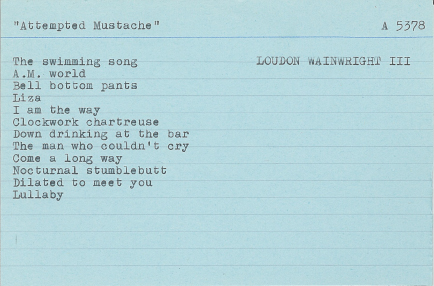 "Attempted Mustache" A 5378
The swimming song LOUDON WAINWRIGHT III
A.M. world
Bell bottom pants
Liza
I am the way
Clockwork chartreuse
Down drinking at the bar
The man who couldn't cry
Come a long way
Nocturnal stumblebutt
Dilated to meet you
Lullaby